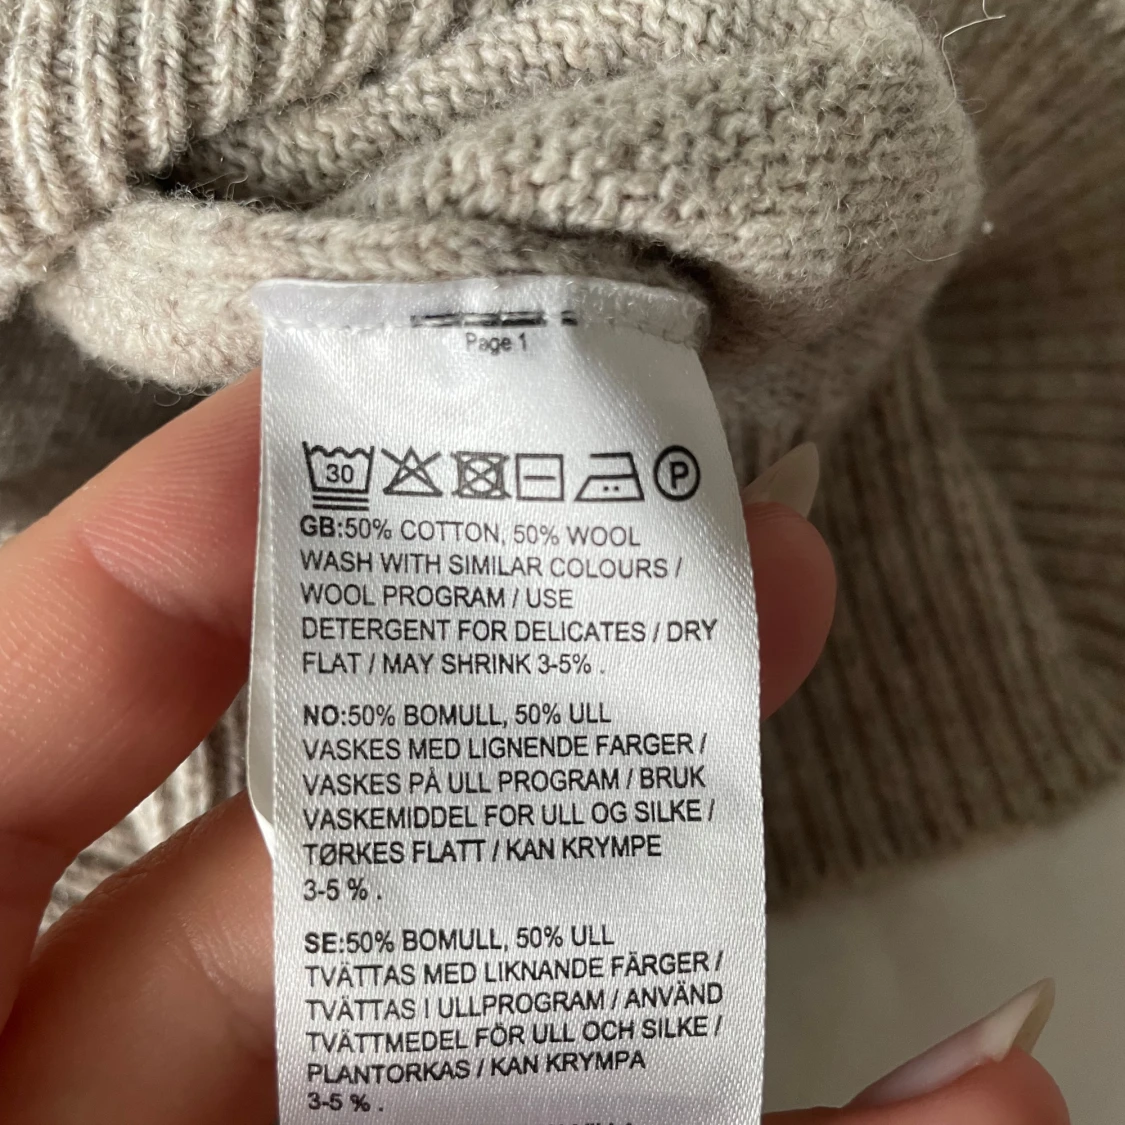 Page 1
30 P
GB:50% COTTON, 50% WOOL
WASH WITH SIMILAR COLOURS /
WOOL PROGRAM / USE
DETERGENT FOR DELICATES / DRY
FLAT / MAY SHRINK 3-5% .
NO:50% BOMULL, 50% ULL
VASKES MED LIGNENDE FARGER /
VASKES PÅ ULL PROGRAM / BRUK
VASKEMIDDEL FOR ULL OG SILKE /
TØRKES FLATT / KAN KRYMPE
3-5 % .
SE:50% BOMULL, 50% ULL
TVÄTTAS MED LIKNANDE FÄRGER /
TVÄTTAS I ULLPROGRAM / ANVÄND
TVÄTTMEDEL FÖR ULL OCH SILKE /
PLANTORKAS / KAN KRYMPA
3-5 % .